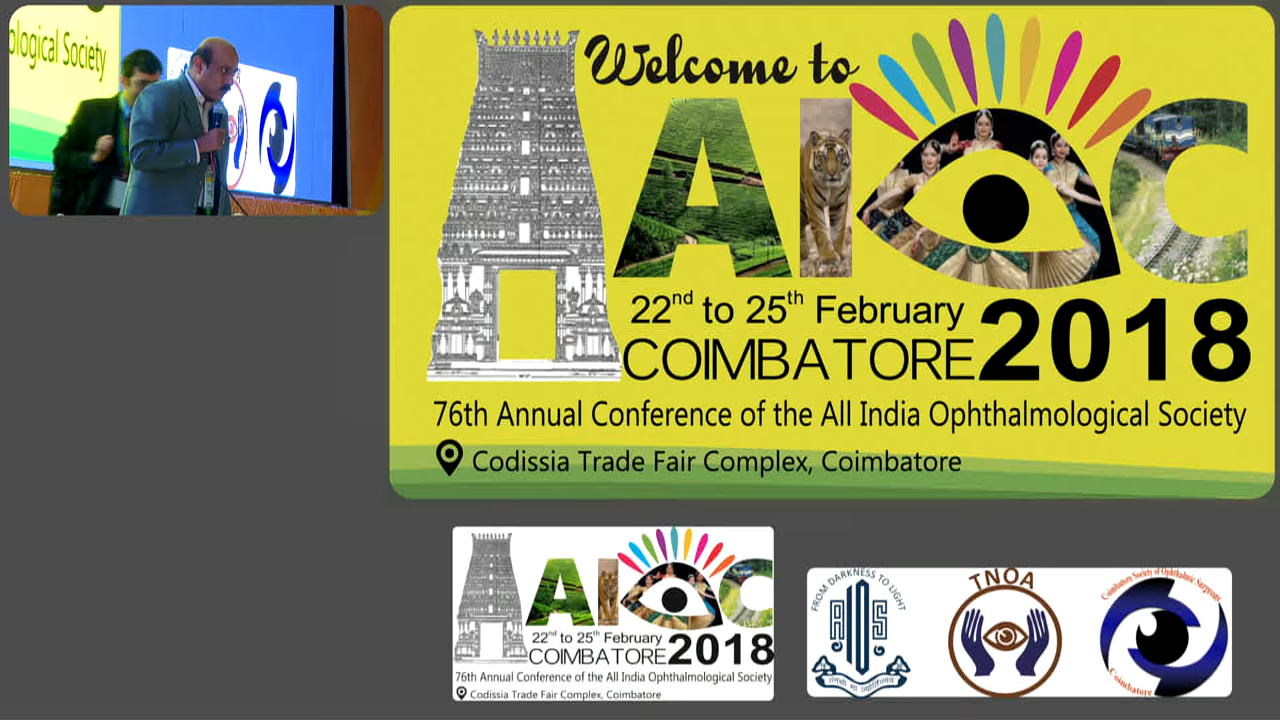 ological Society
Welcome to
AIOC
22nd to 25th February
COIMBATORE 2018
76th Annual Conference of the All India Ophthalmological Society
Codissia Trade Fair Complex, Coimbatore
AIOC
22nd to 25th February
COIMBATORE 2018
76th Annual Conference of the All India Ophthalmological Society
Codissia Trade Fair Complex, Coimbatore
FROM DARKNESS TO LIGHT
AIOS
तमसो मा ज्योतिर्गमय
TNOA
Coimbatore Society of Ophthalmic Surgeons
Coimbatore